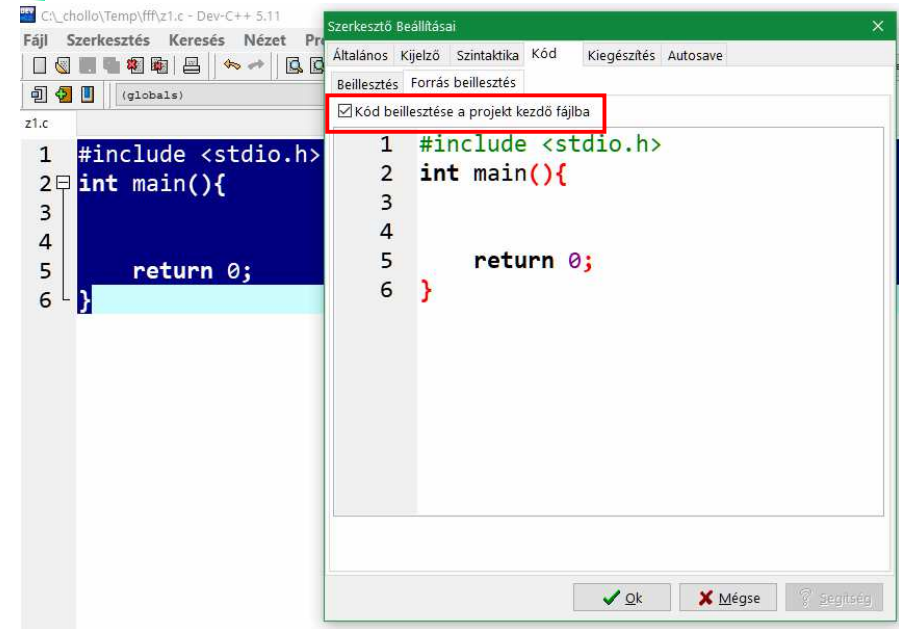 C:\_chollo\Temp\fff\z1.c - Dev-C++ 5.11
Fájl Szerkesztés Keresés Nézet
(globals)
z1.c
1 #include <stdio.h>
2 int main(){
3
4
5 return 0;
6 }
Szerkesztő Beállításai
Általános Kijelző Szintaktika Kód Kiegészítés Autosave
Beillesztés Forrás beillesztés
Kód beillesztése a projekt kezdő fájlba
1 #include <stdio.h>
2 int main(){
3
4
5 return 0;
6 }
Ok Mégse Segítség